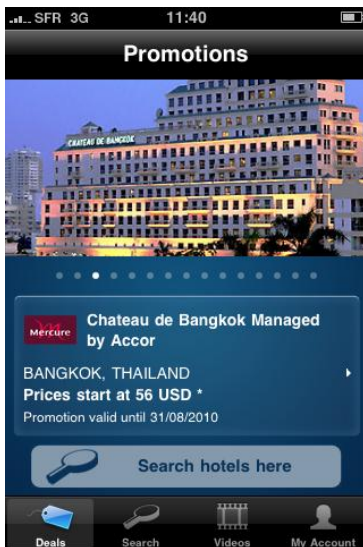 SFR 3G 11:40
Promotions
CHATEAU DE BANGKOK
Mercure
Chateau de Bangkok Managed
by Accor
BANGKOK, THAILAND
Prices start at 56 USD *
Promotion valid until 31/08/2010
Search hotels here
Deals Search Videos My Account